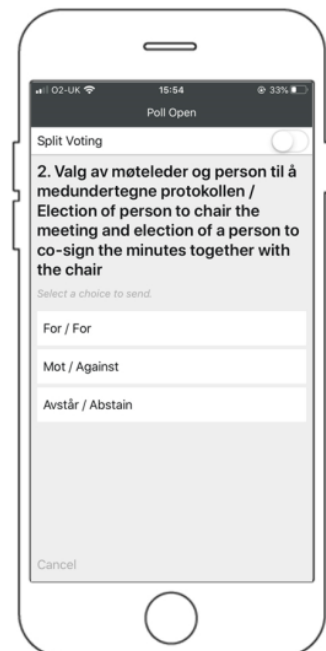 O2-UK 15:54 33%
Poll Open
Split Voting
2. Valg av møteleder og person til å
medundertegne protokollen /
Election of person to chair the
meeting and election of a person to
co-sign the minutes together with
the chair
Select a choice to send.
For / For
Mot / Against
Avstår / Abstain
Cancel